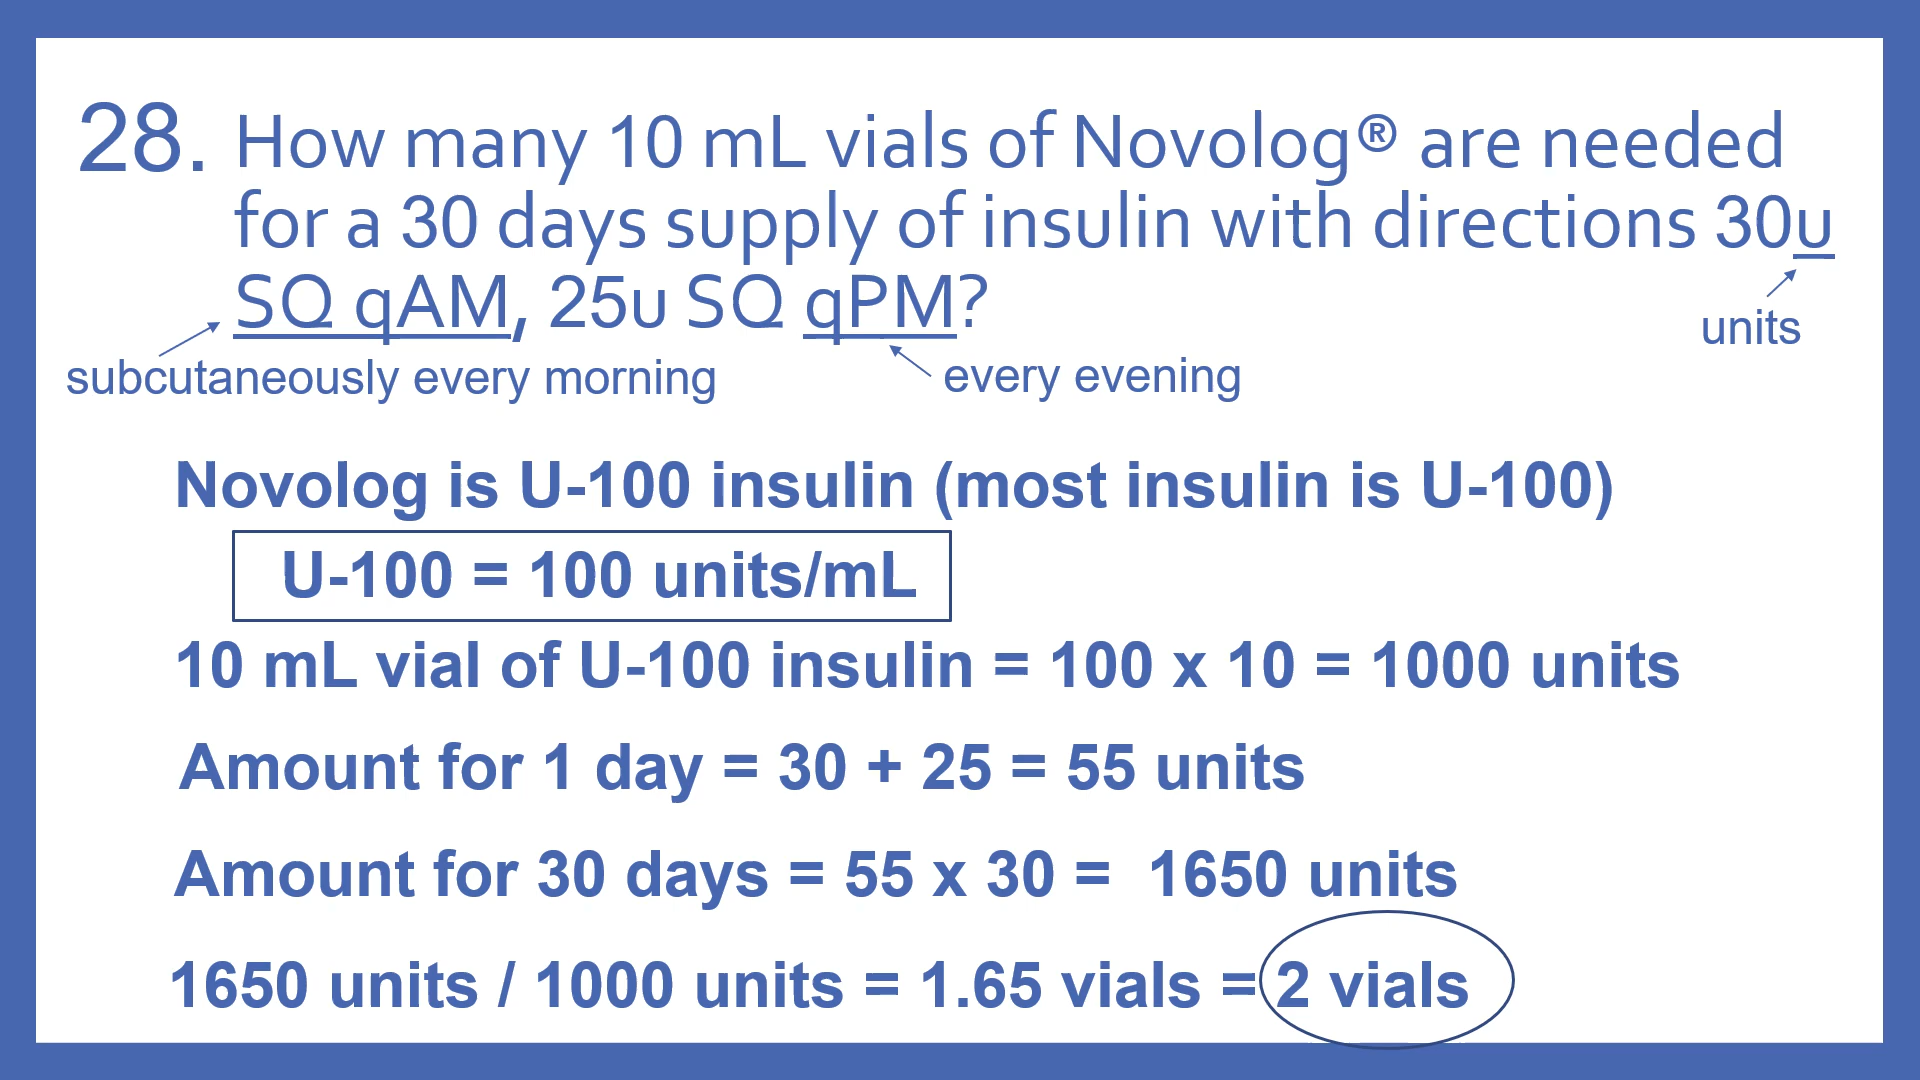 28. How many 10 mL vials of Novolog® are needed
for a 30 days supply of insulin with directions 30u
SQ qAM, 25u SQ qPM?
units
subcutaneously every morning
every evening
Novolog is U-100 insulin (most insulin is U-100)
U-100 = 100 units/mL
10 mL vial of U-100 insulin = 100 x 10 = 1000 units
Amount for 1 day = 30 + 25 = 55 units
Amount for 30 days = 55 x 30 = 1650 units
1650 units / 1000 units = 1.65 vials = 2 vials